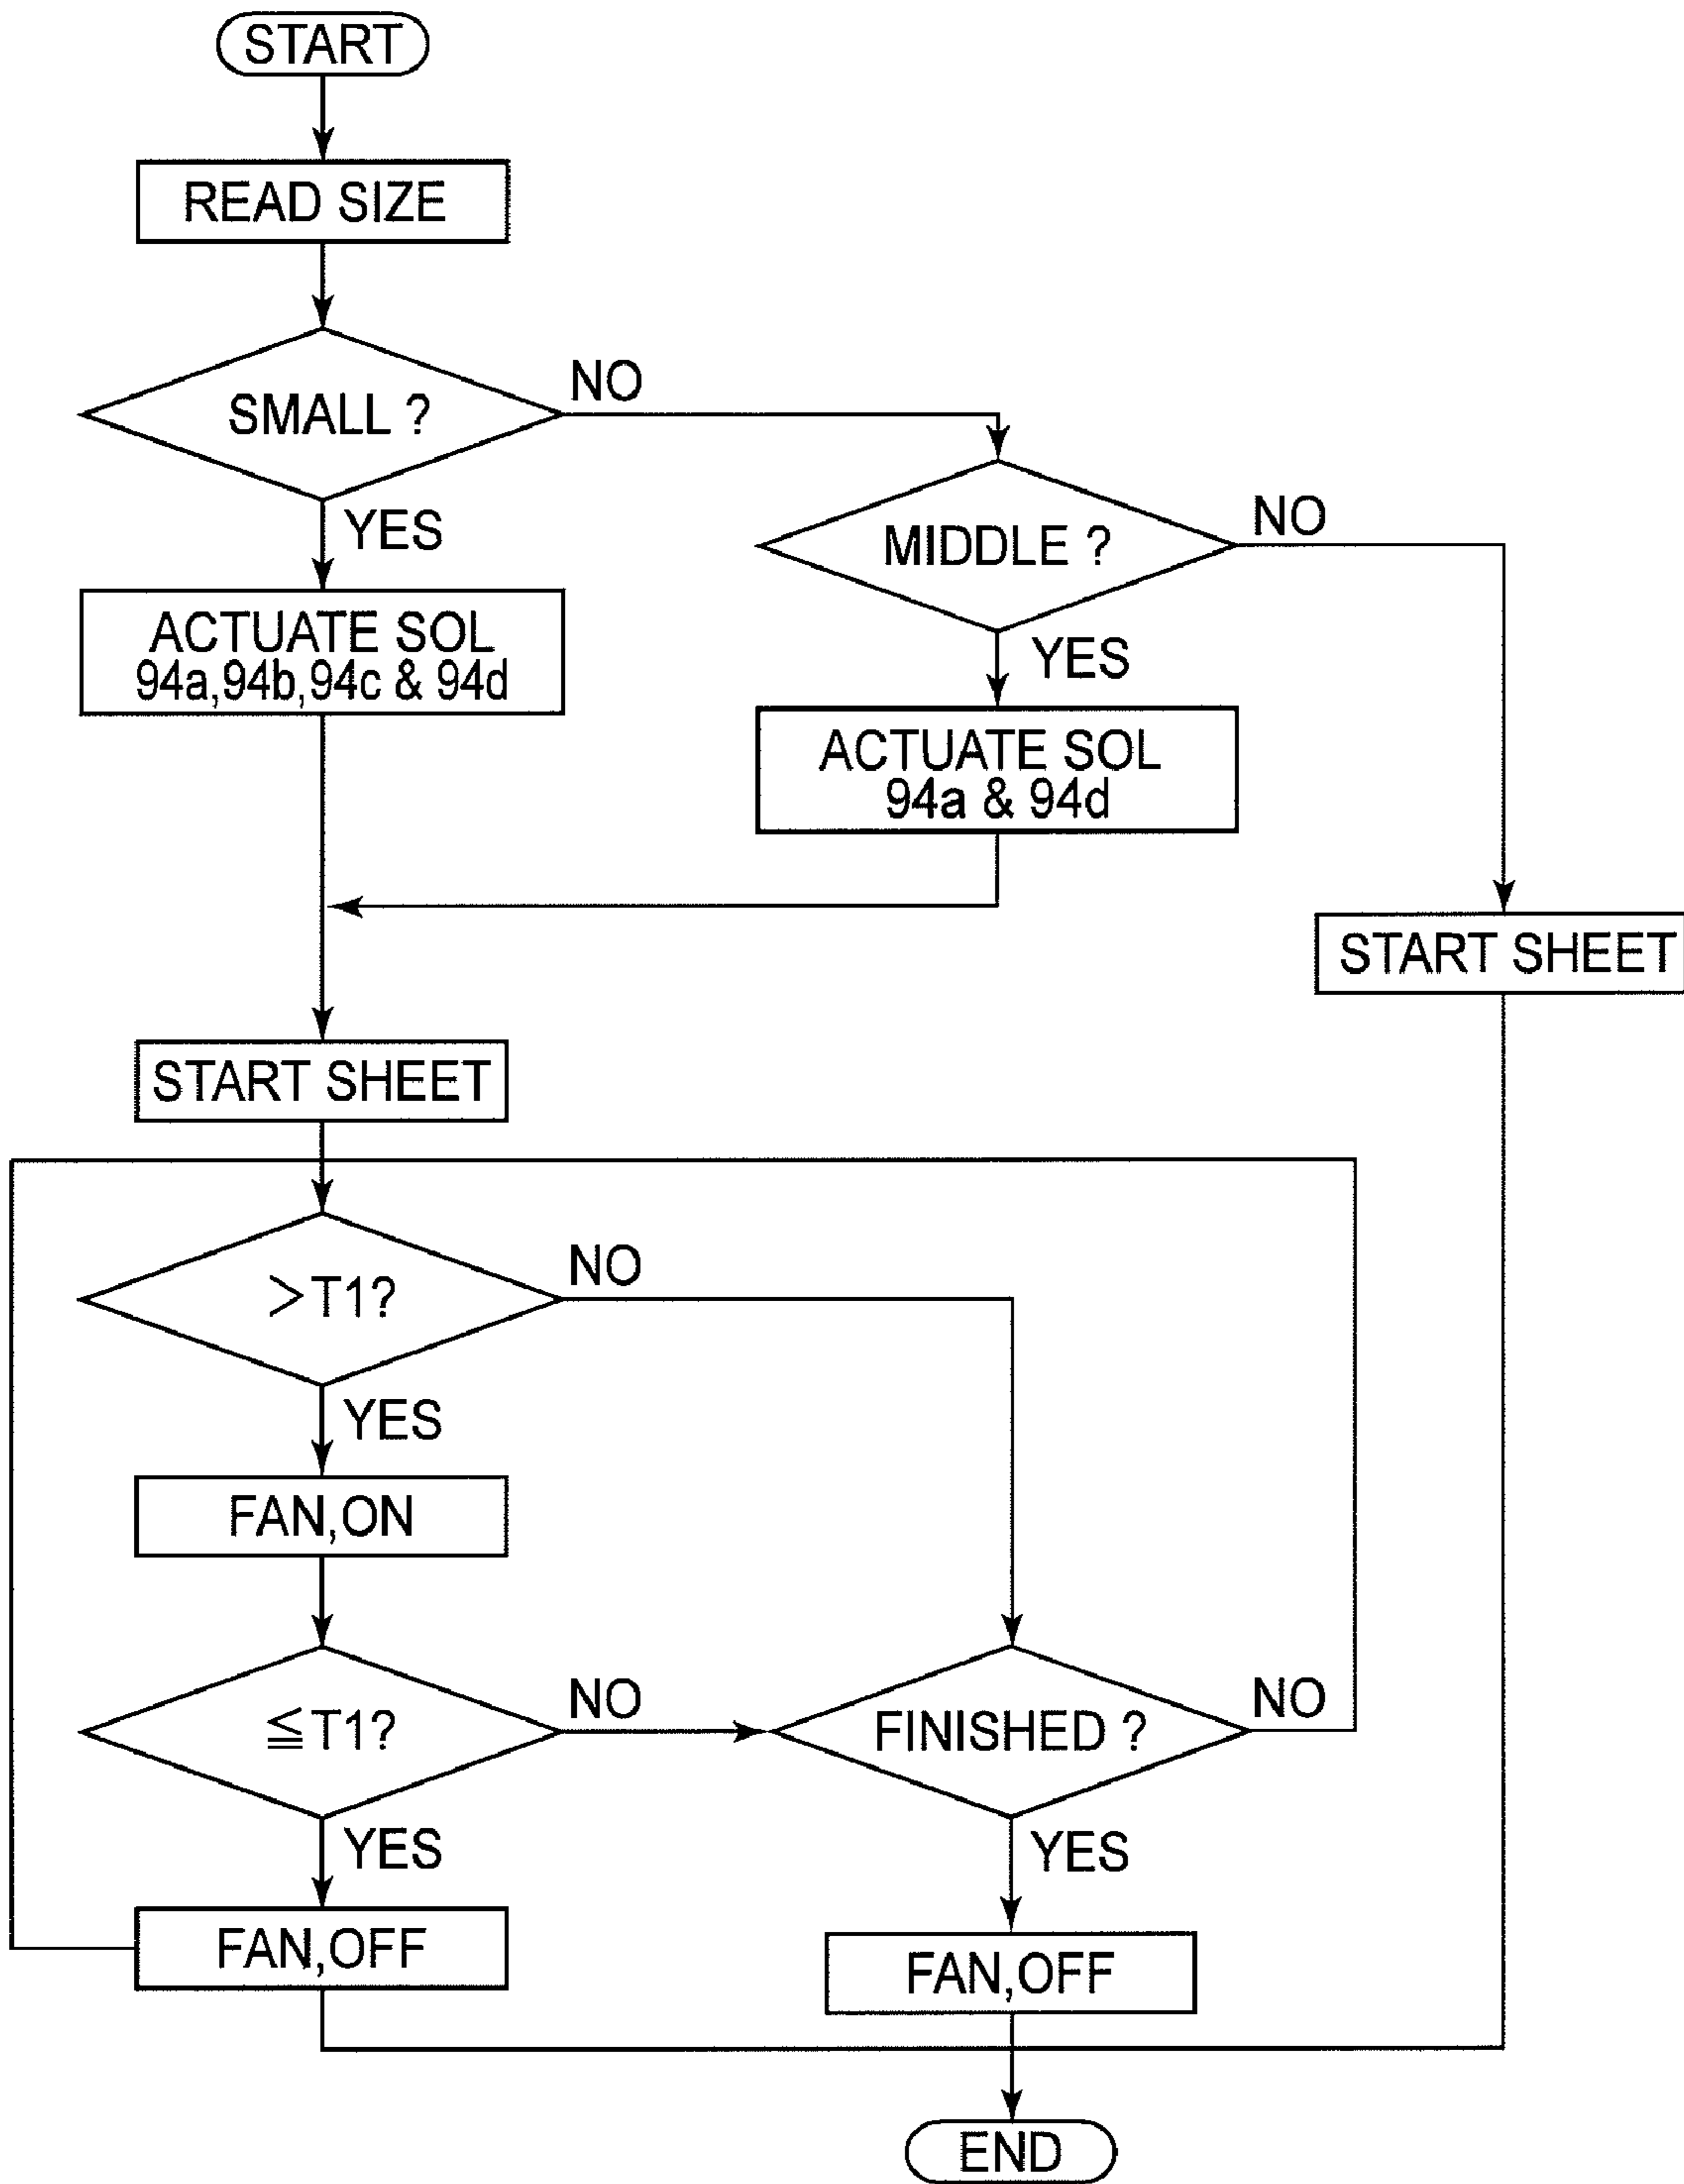 START
READ SIZE
SMALL ?
NO
YES
MIDDLE ?
NO
YES
ACTUATE SOL
94a,94b,94c & 94d
ACTUATE SOL
94a & 94d
START SHEET
START SHEET
>T1?
NO
YES
FAN,ON
≦T1?
NO
FINISHED ?
NO
YES
YES
FAN,OFF
FAN,OFF
END